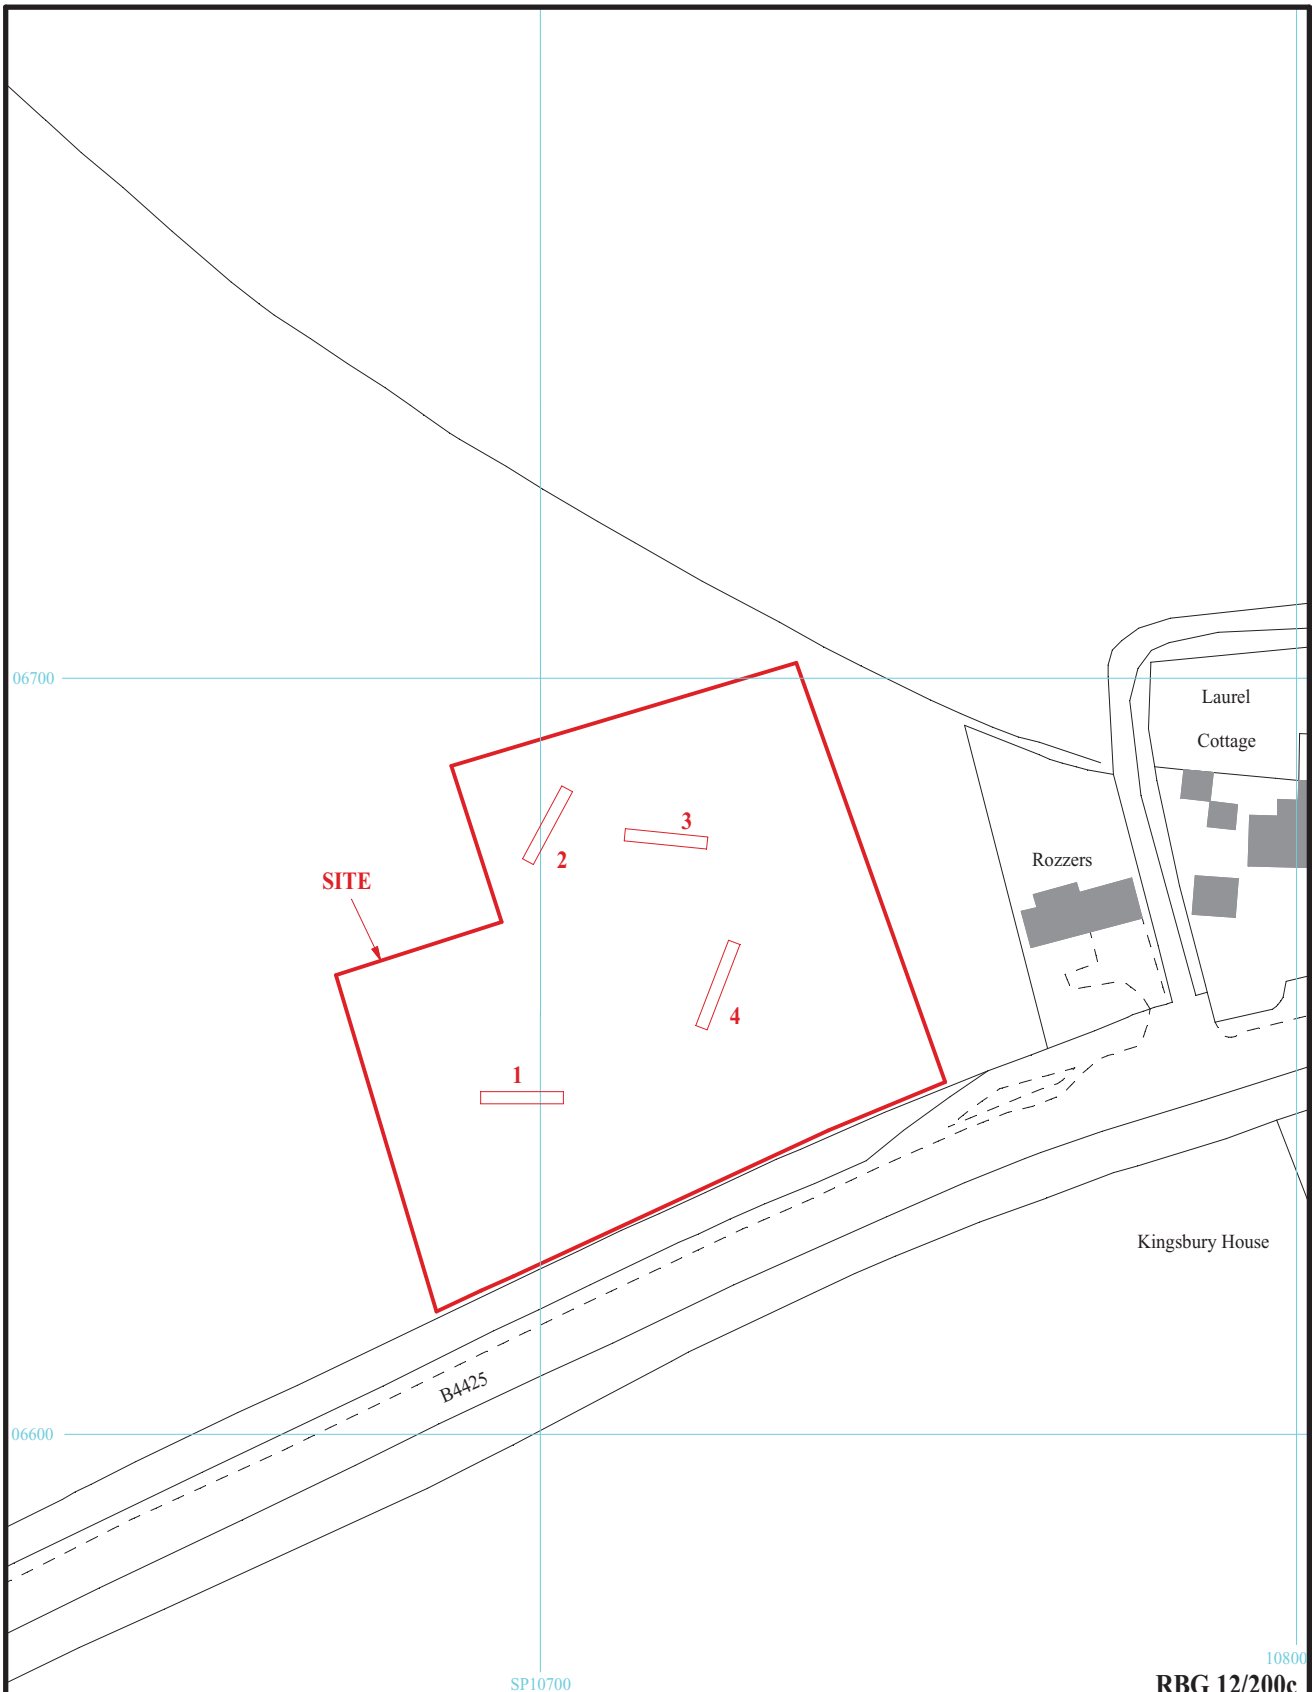 06700
Laurel
Cottage
3
2
Rozzers
SITE
4
1
Kingsbury House
B4425
06600
10800
SP10700
RBG 12/200c